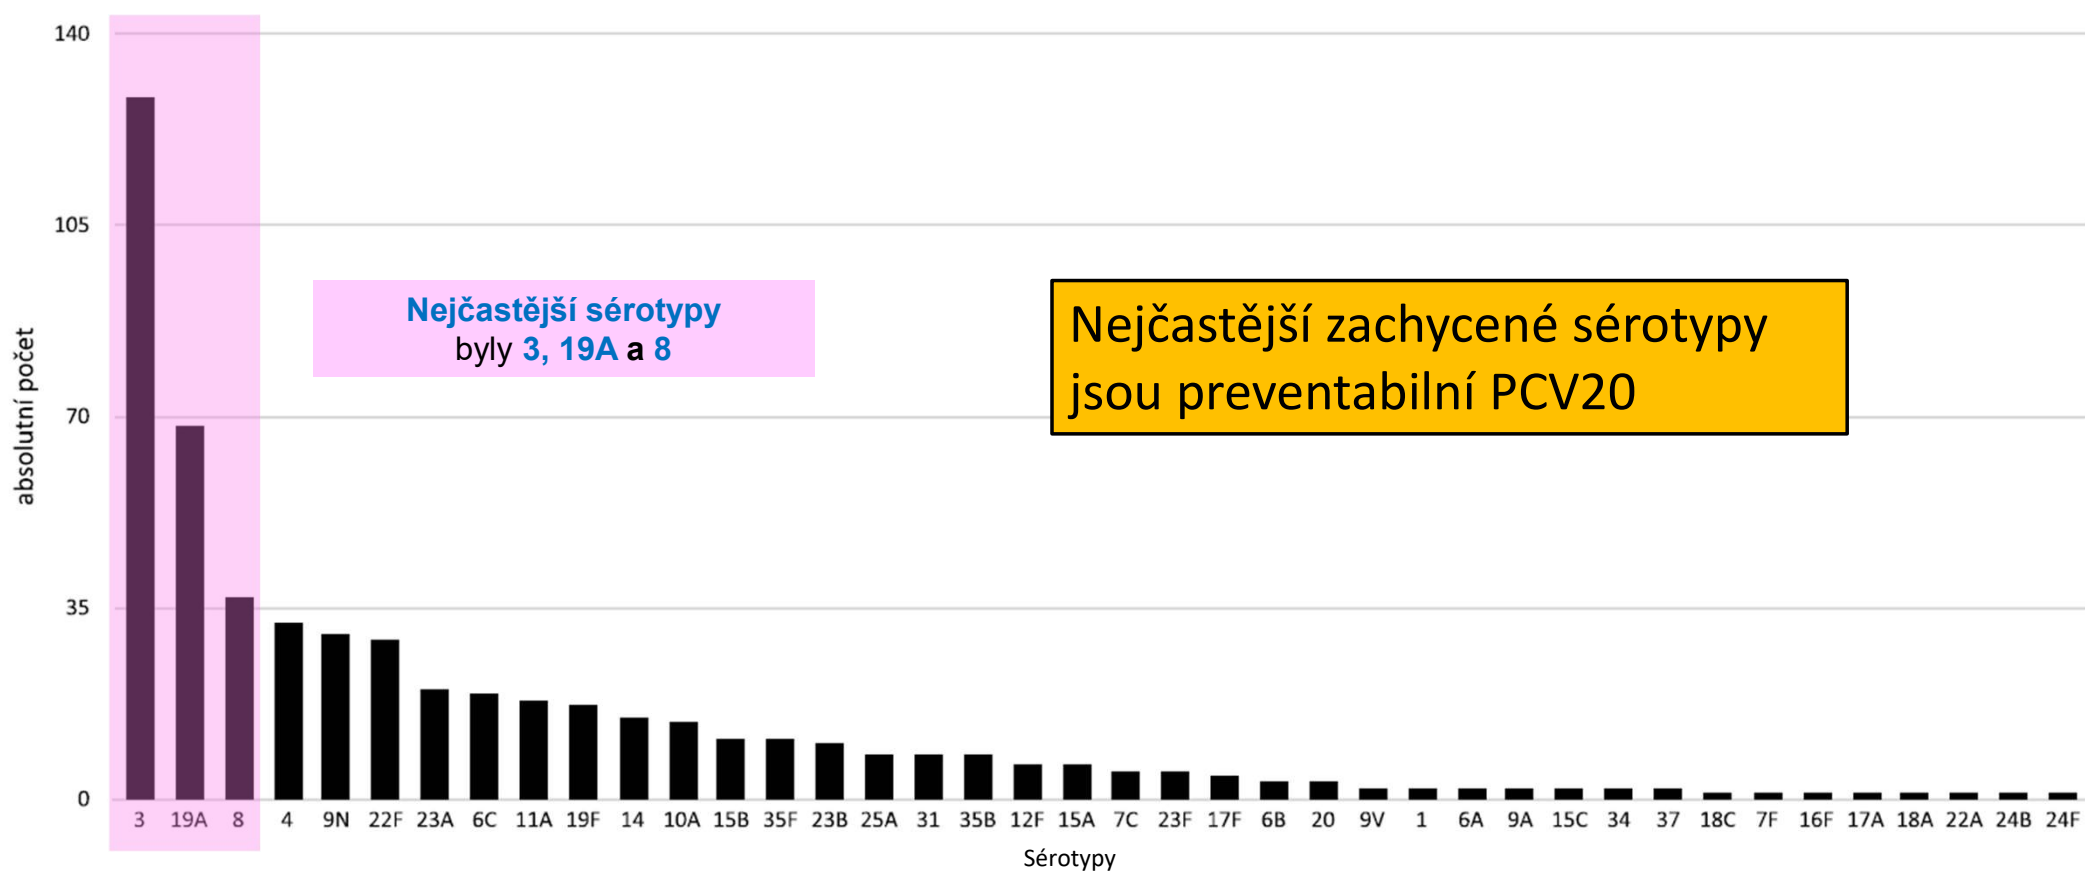 140
105
70
35
0
absolutní počet
Nejčastější sérotypy
byly 3, 19A a 8
Nejčastější zachycené sérotypy
jsou preventabilní PCV20
3 19A 8 4 9N 22F 23A 6C 11A 19F 14 10A 15B 35F 23B 25A 31 35B 12F 15A 7C 23F 17F 6B 20 9V 1 6A 9A 15C 34 37 18C 7F 16F 17A 18A 22A 24B 24F
Sérotypy